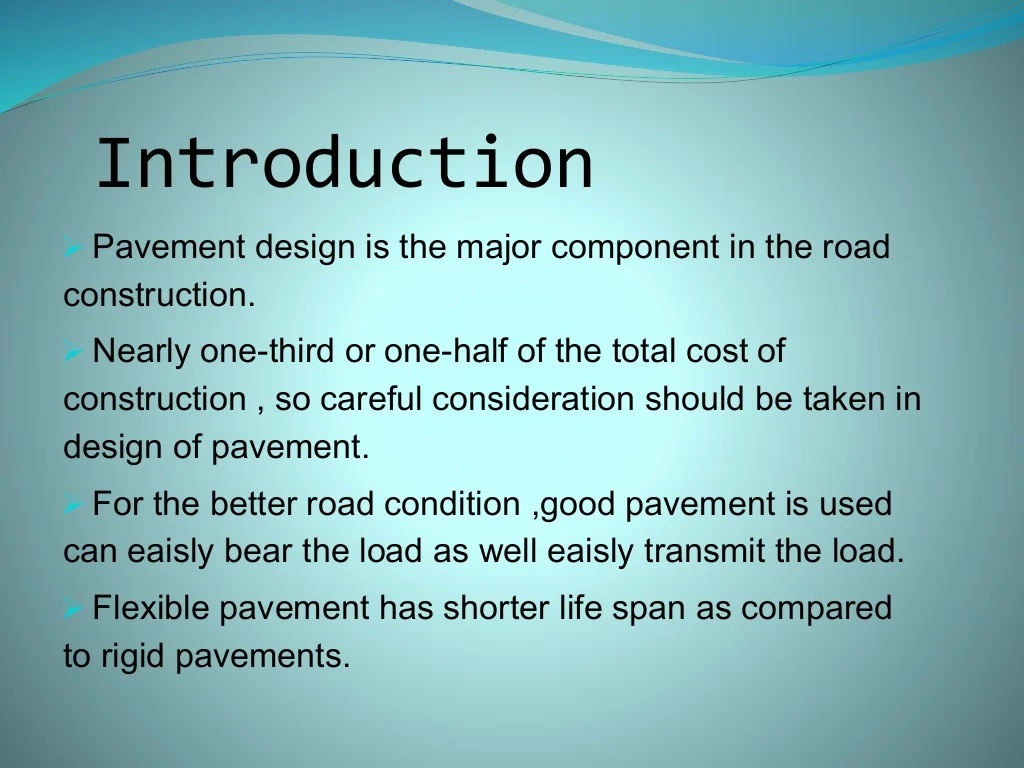 Introduction
➢ Pavement design is the major component in the road
construction.
➢ Nearly one-third or one-half of the total cost of
construction , so careful consideration should be taken in
design of pavement.
➢ For the better road condition ,good pavement is used
can eaisly bear the load as well eaisly transmit the load.
➢ Flexible pavement has shorter life span as compared
to rigid pavements.